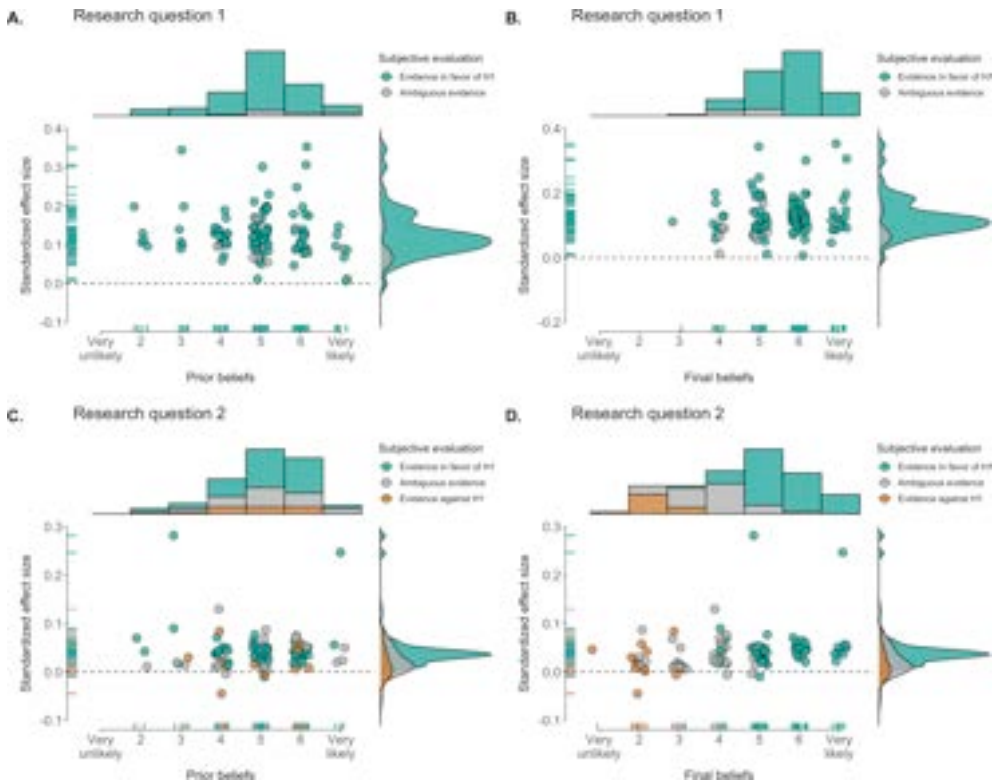 A. Research question 1
Subjective evaluation
Evidence in favor of H1
Ambiguous evidence
Standardized effect size
0.4
0.3
0.2
0.1
0.0
-0.1
Very unlikely 2 3 4 5 6 Very likely
Prior beliefs
B. Research question 1
Subjective evaluation
Evidence in favor of H1
Ambiguous evidence
Standardized effect size
0.4
0.2
0.0
-0.2
Very unlikely 2 3 4 5 6 Very likely
Final beliefs
C. Research question 2
Subjective evaluation
Evidence in favor of H1
Ambiguous evidence
Evidence against H1
Standardized effect size
0.3
0.2
0.1
0.0
-0.1
Very unlikely 2 3 4 5 6 Very likely
Prior beliefs
D. Research question 2
Subjective evaluation
Evidence in favor of H1
Ambiguous evidence
Evidence against H1
Standardized effect size
0.3
0.2
0.1
0.0
-0.1
Very unlikely 2 3 4 5 6 Very likely
Final beliefs